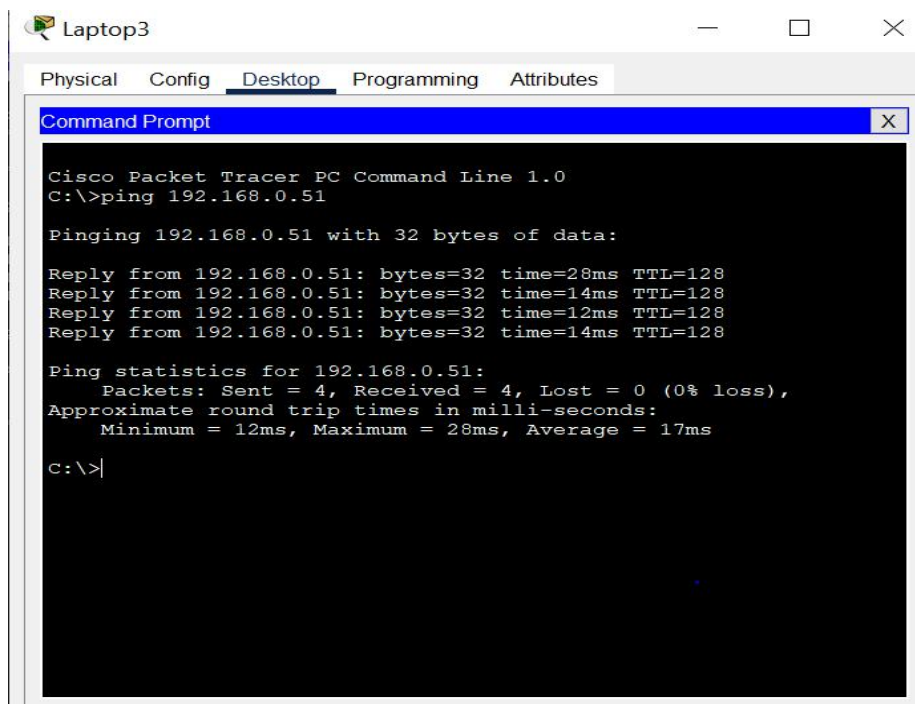 Laptop3
Physical Config Desktop Programming Attributes
Command Prompt X
Cisco Packet Tracer PC Command Line 1.0
C:\>ping 192.168.0.51
Pinging 192.168.0.51 with 32 bytes of data:
Reply from 192.168.0.51: bytes=32 time=28ms TTL=128
Reply from 192.168.0.51: bytes=32 time=14ms TTL=128
Reply from 192.168.0.51: bytes=32 time=12ms TTL=128
Reply from 192.168.0.51: bytes=32 time=14ms TTL=128
Ping statistics for 192.168.0.51:
Packets: Sent = 4, Received = 4, Lost = 0 (0% loss),
Approximate round trip times in milli-seconds:
Minimum = 12ms, Maximum = 28ms, Average = 17ms
C:\>